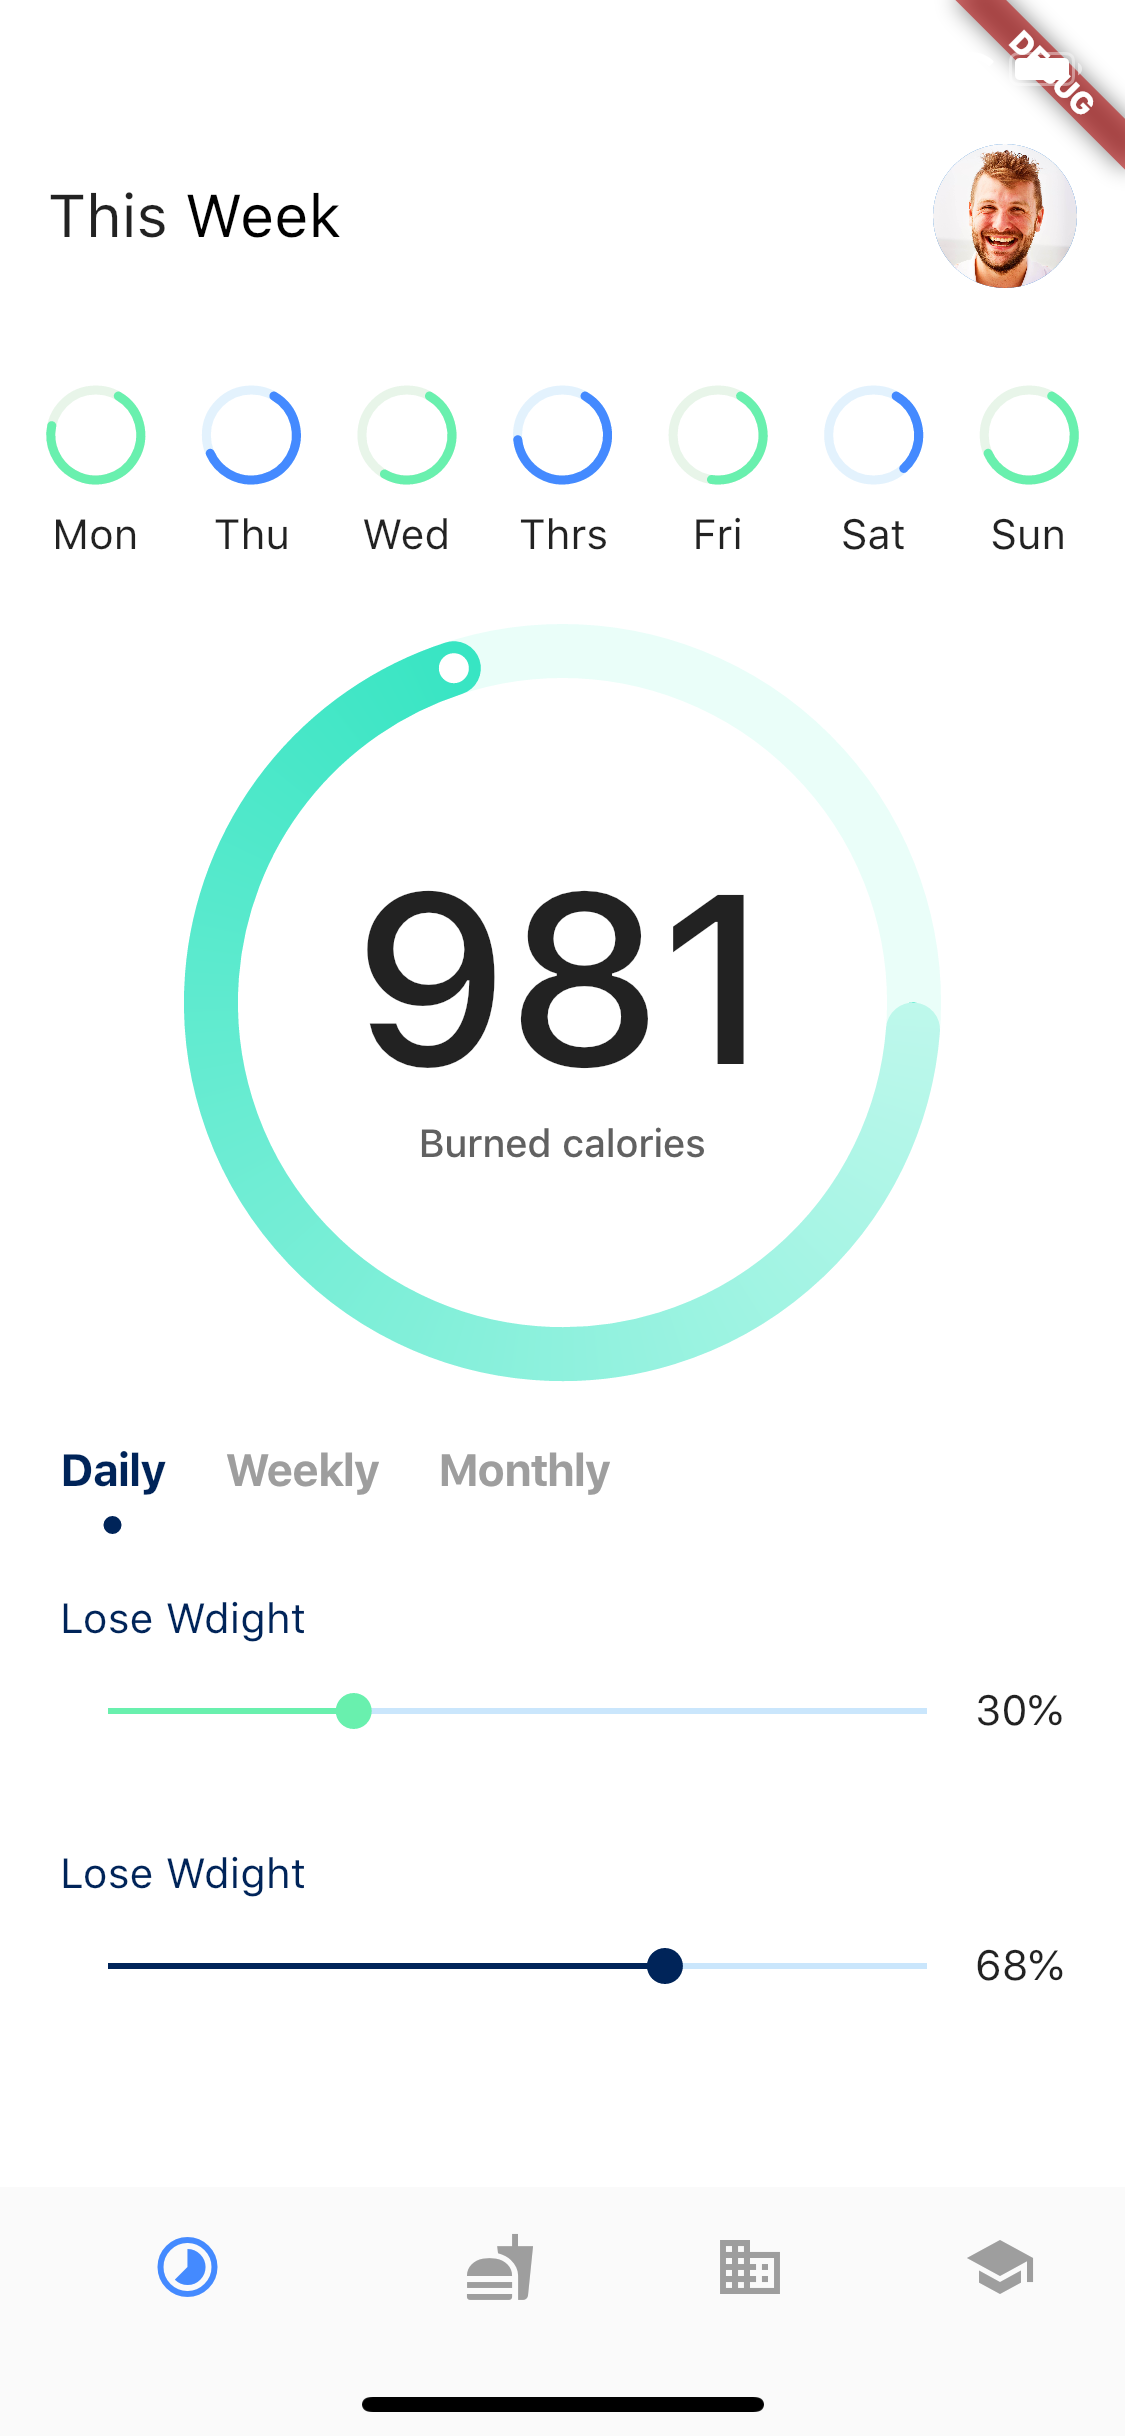 DEBUG
This Week
Mon Thu Wed Thrs Fri Sat Sun
981
Burned calories
Daily Weekly Monthly
Lose Wdight
30%
Lose Wdight
68%